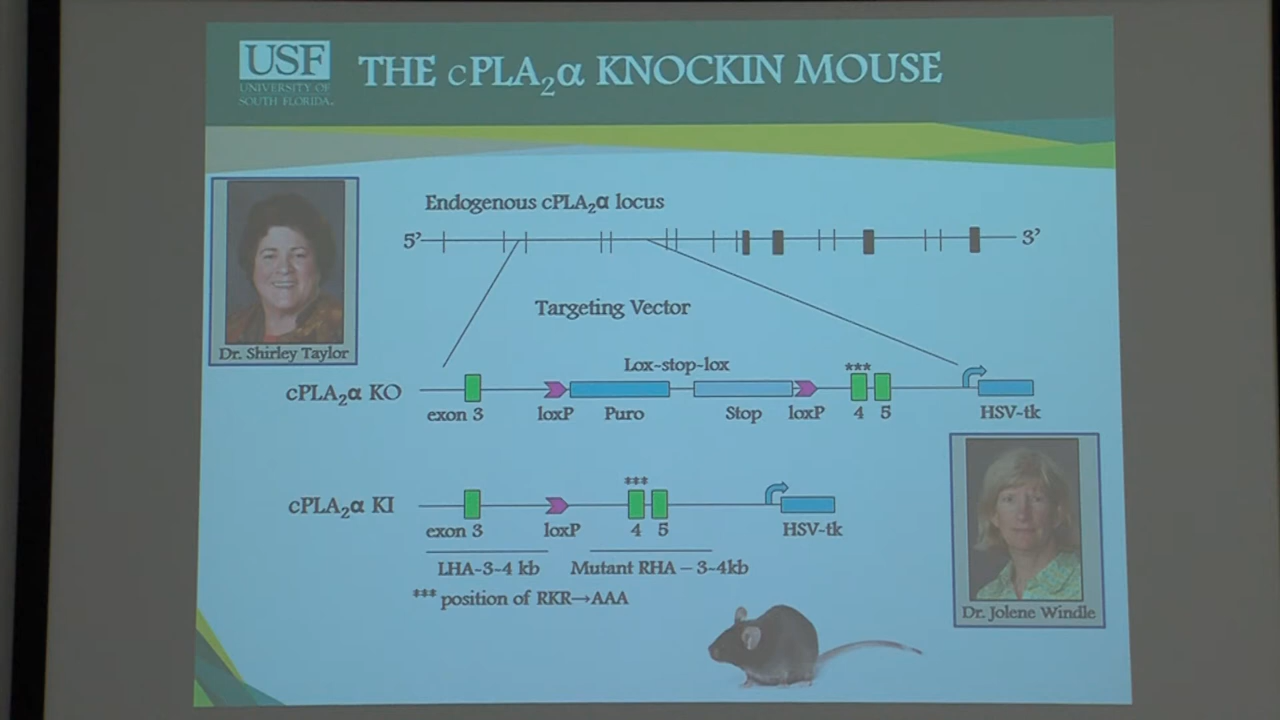 USF
UNIVERSITY OF
SOUTH FLORIDA.
THE cPLA₂α KNOCKIN MOUSE
Endogenous cPLA₂α locus
5’ 3’
Dr. Shirley Taylor
Targeting Vector
Lox-stop-lox
***
cPLA₂α KO
exon 3 loxP Puro Stop loxP 4 5 HSV-tk
***
cPLA₂α KI
exon 3 loxP 4 5 HSV-tk
LHA-3-4 kb Mutant RHA – 3-4kb
*** position of RKR→AAA
Dr. Jolene Windle